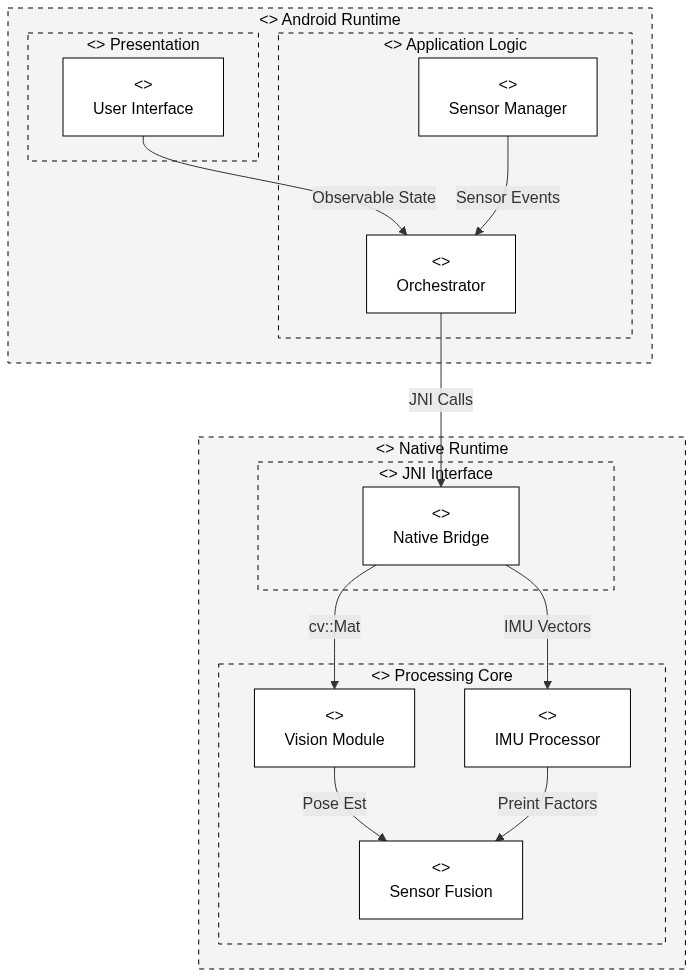 <> Android Runtime
<> Presentation
<> Application Logic
<>
User Interface
<>
Sensor Manager
Observable State
Sensor Events
<>
Orchestrator
JNI Calls
<> Native Runtime
<> JNI Interface
<>
Native Bridge
cv::Mat
IMU Vectors
<> Processing Core
<>
Vision Module
<>
IMU Processor
Pose Est
Preint Factors
<>
Sensor Fusion